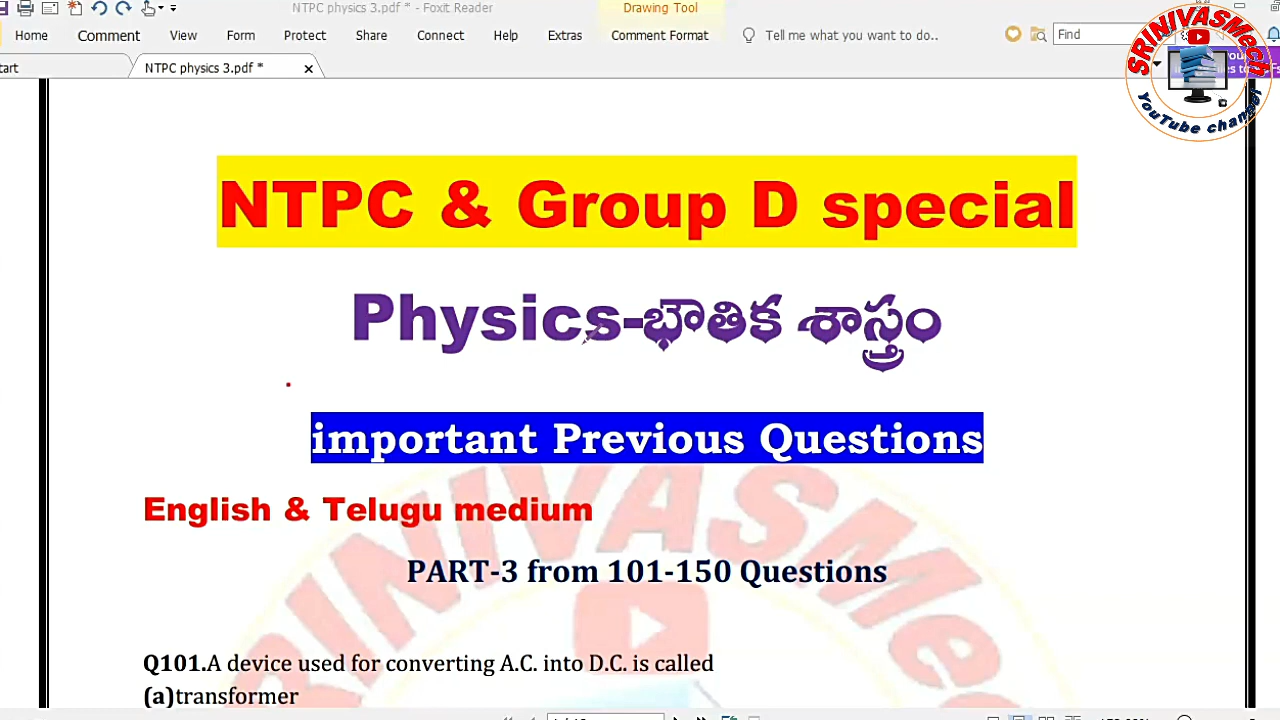 NTPC physics 3.pdf * - Foxit Reader
Drawing Tool
Home Comment View Form Protect Share Connect Help Extras Comment Format Tell me what you want to do.. Find
NTPC physics 3.pdf *
SRINIVASMech
YouTube channel
NTPC & Group D special
Physics-భౌతిక శాస్త్రం
important Previous Questions
English & Telugu medium
PART-3 from 101-150 Questions
Q101.A device used for converting A.C. into D.C. is called
(a)transformer
SRINIVASMec